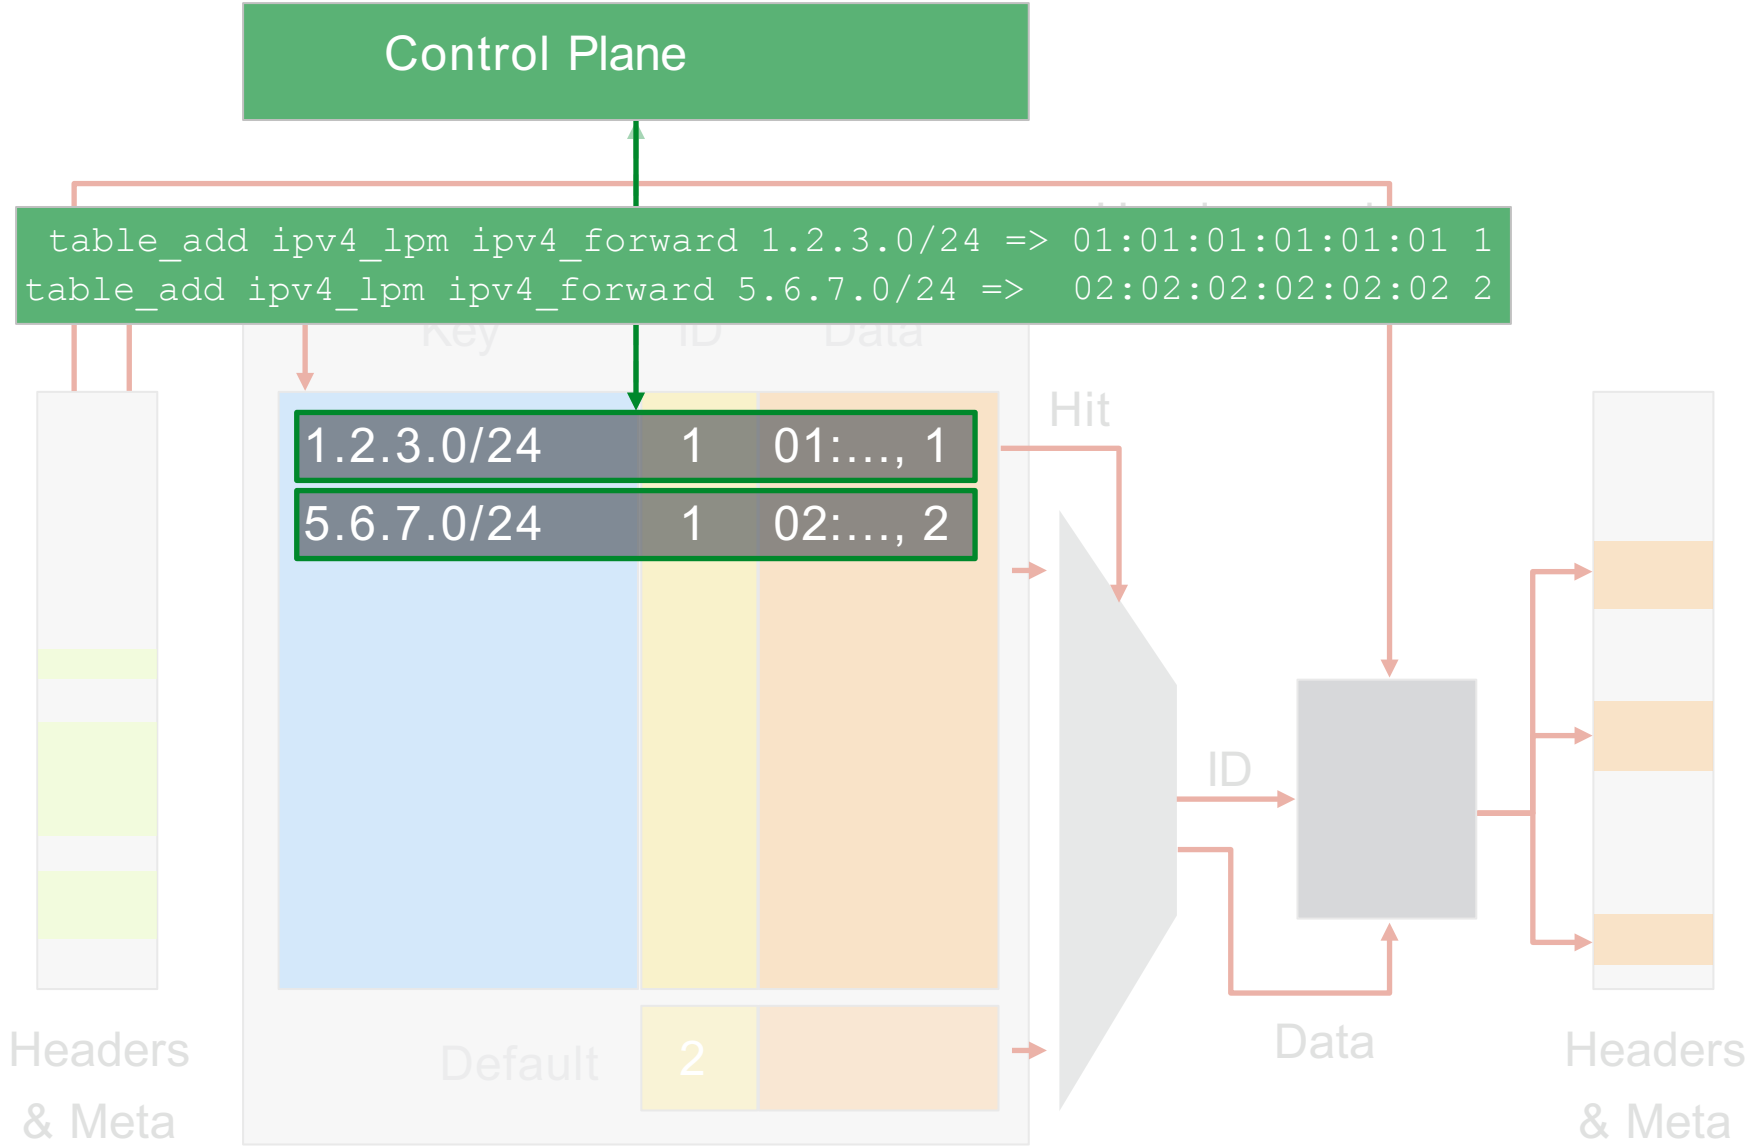 Control Plane
table_add ipv4_lpm ipv4_forward 1.2.3.0/24 => 01:01:01:01:01:01 1
table_add ipv4_lpm ipv4_forward 5.6.7.0/24 => 02:02:02:02:02:02 2
Key ID Data
Hit
1.2.3.0/24 1 01:..., 1
5.6.7.0/24 1 02:..., 2
ID
Data
Default 2
Headers
& Meta
Headers
& Meta